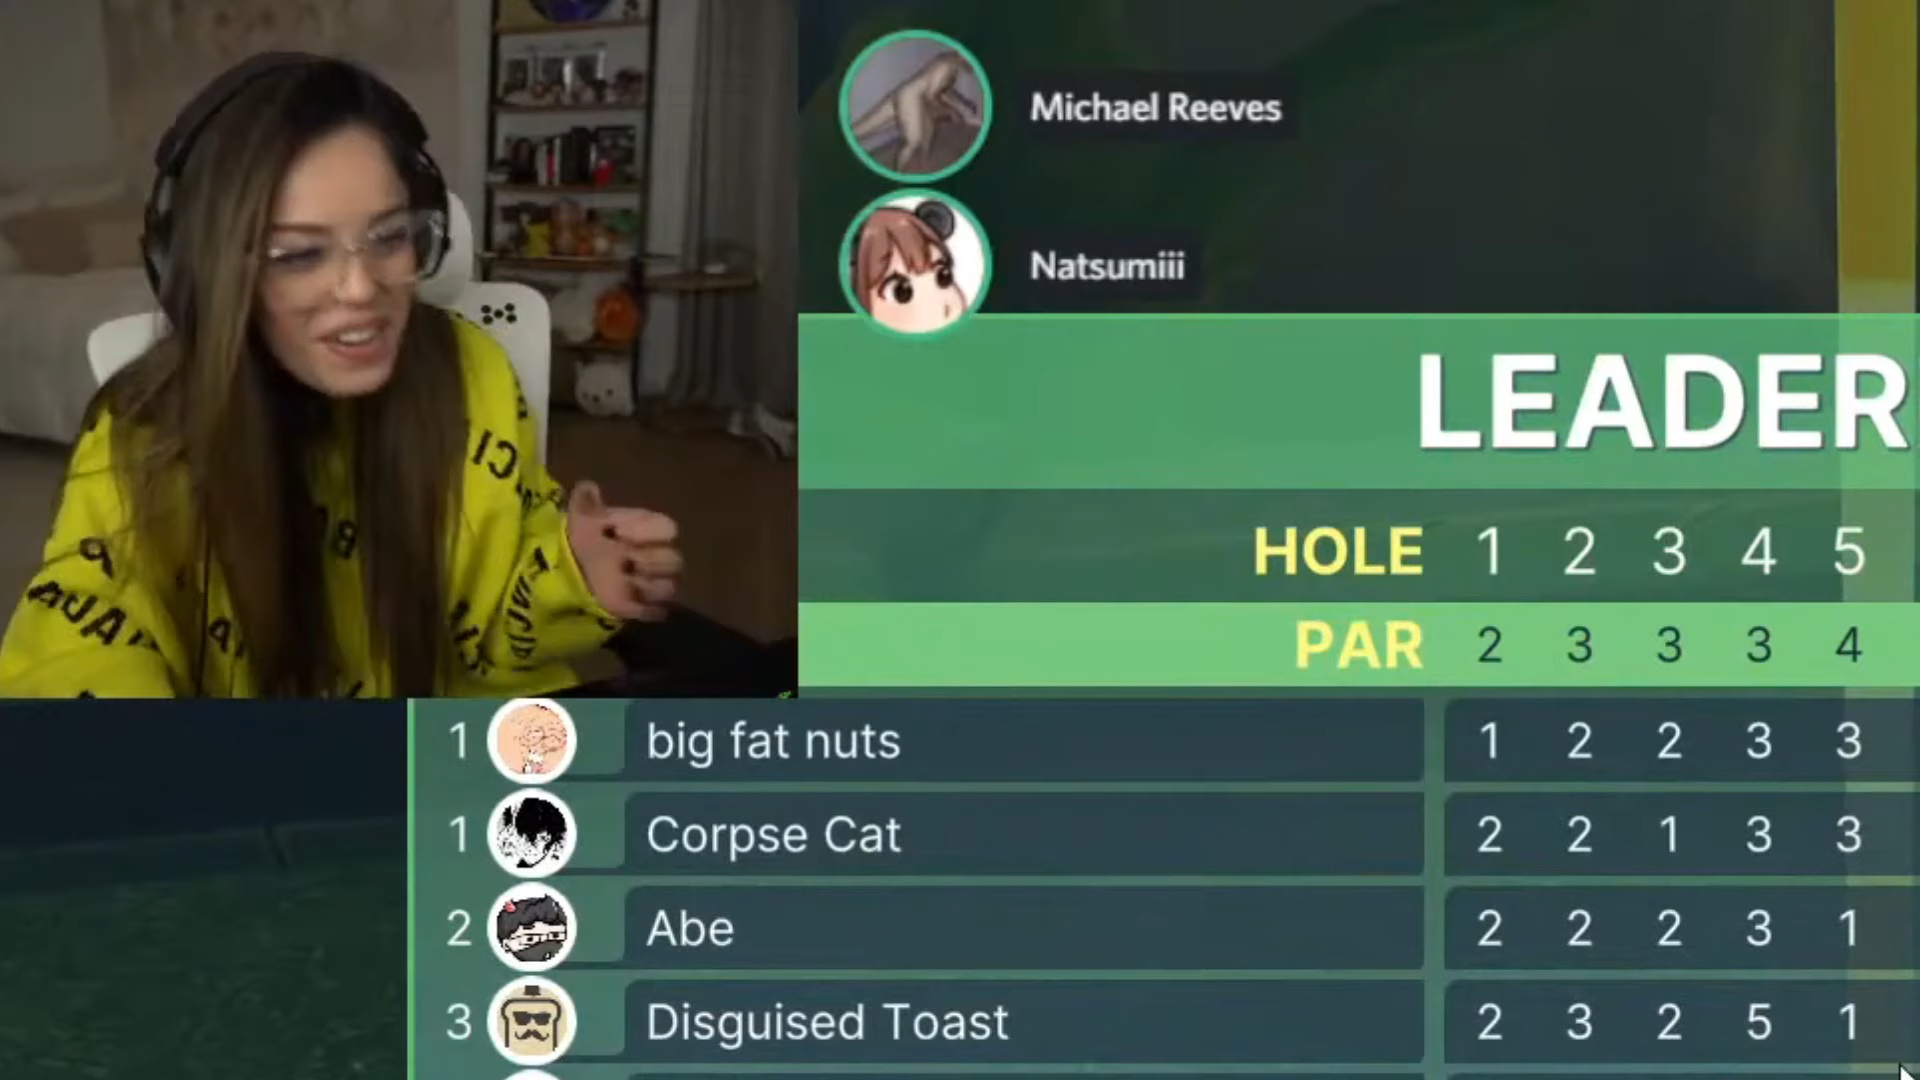 Michael Reeves
Natsumiii
LEADER
HOLE 1 2 3 4 5
PAR 2 3 3 3 4
1 big fat nuts 1 2 2 3 3
1 Corpse Cat 2 2 1 3 3
2 Abe 2 2 2 3 1
3 Disguised Toast 2 3 2 5 1